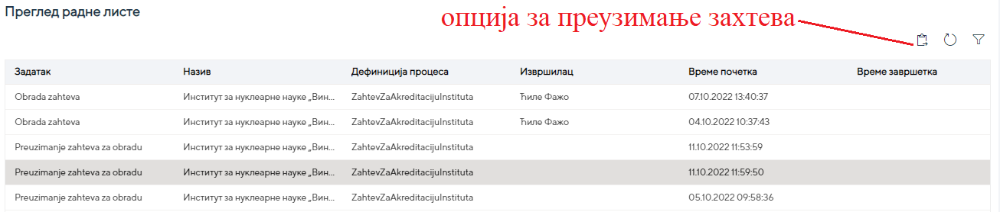 Преглед радне листе
опција за преузимање захтева
Задатак Назив Дефиниција процеса Извршилац Време почетка Време завршетка
Obrada zahteva Институт за нуклеарне науке „Вин... ZahtevZaAkreditacijuInstituta Ћиле Фажо 07.10.2022 13:40:37
Obrada zahteva Институт за нуклеарне науке „Вин... ZahtevZaAkreditacijuInstituta Ћиле Фажо 04.10.2022 10:37:43
Preuzimanje zahteva za obradu Институт за нуклеарне науке „Вин... ZahtevZaAkreditacijuInstituta 11.10.2022 11:53:59
Preuzimanje zahteva za obradu Институт за нуклеарне науке „Вин... ZahtevZaAkreditacijuInstituta 11.10.2022 11:59:50
Preuzimanje zahteva za obradu Институт за нуклеарне науке „Вин... ZahtevZaAkreditacijuInstituta 05.10.2022 09:58:36